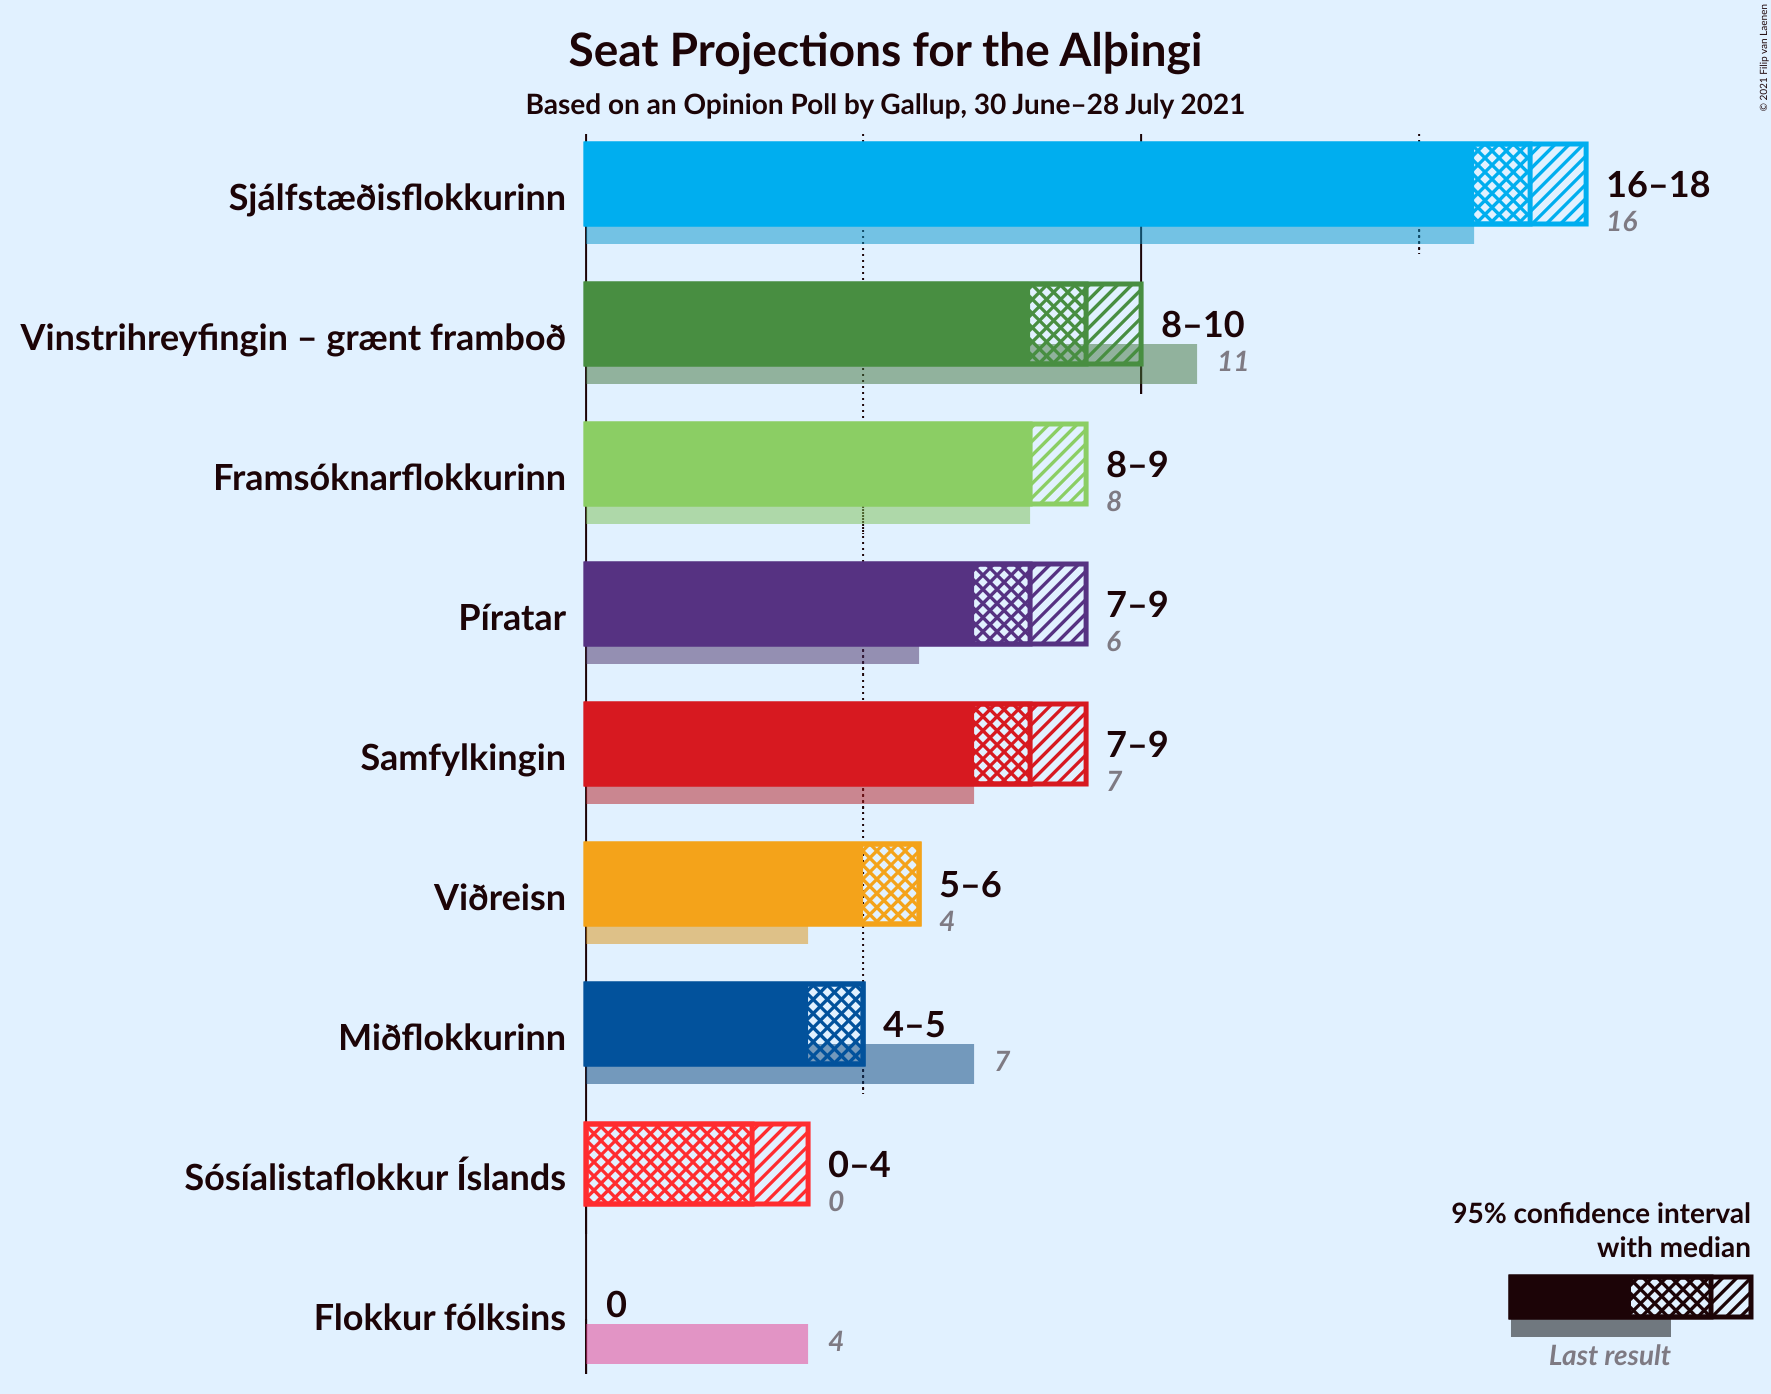 Seat Projections for the Alþingi
Based on an Opinion Poll by Gallup, 30 June–28 July 2021
© 2021 Filip van Laenen
Sjálfstæðisflokkurinn
16–18
16
Vinstrihreyfingin – grænt framboð
8–10
11
Framsóknarflokkurinn
8–9
8
Píratar
7–9
6
Samfylkingin
7–9
7
Viðreisn
5–6
4
Miðflokkurinn
4–5
7
Sósíalistaflokkur Íslands
0–4
0
Flokkur fólksins
0
4
95% confidence interval
with median
Last result